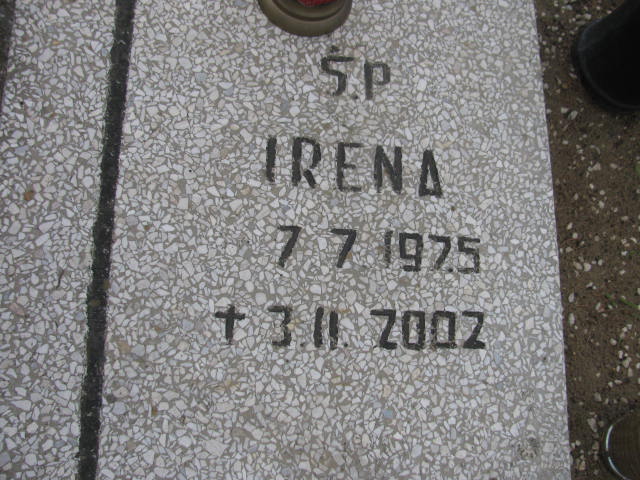 Ś.P
IRENA
7 7 1975
† 3.11. 2002